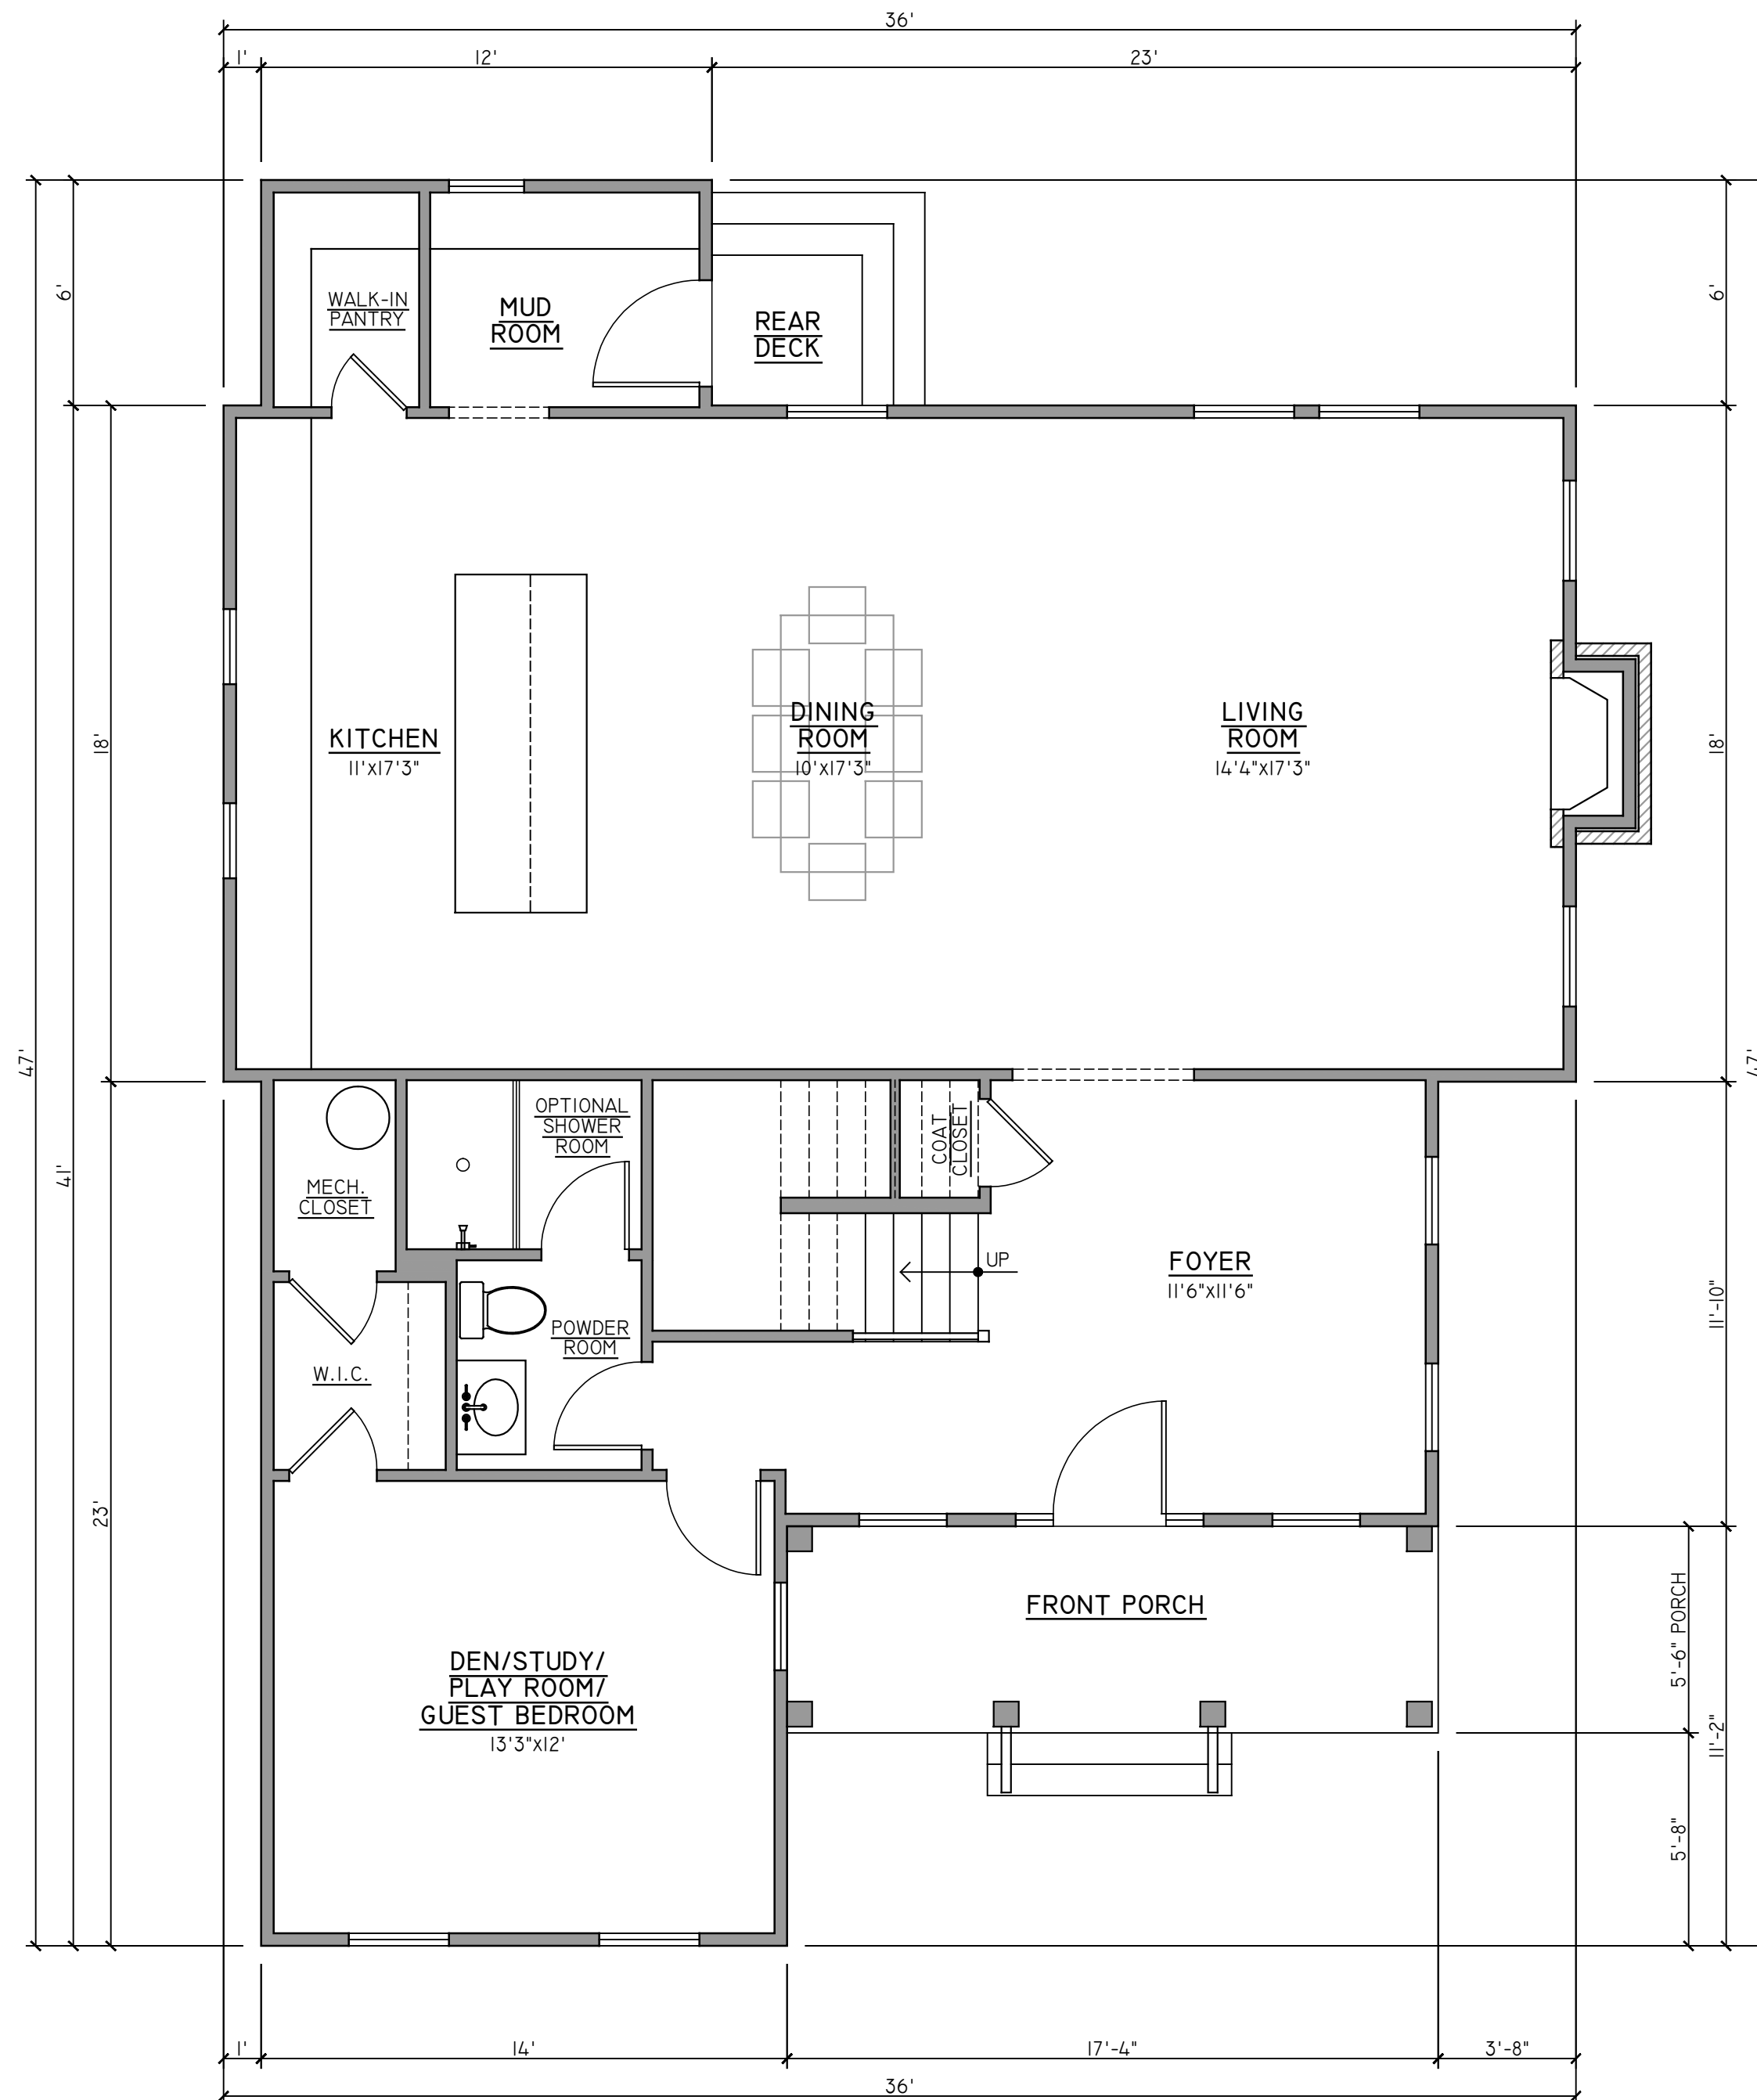 36'
1'
12'
23'
6'
6'
WALK-IN
PANTRY
MUD
ROOM
REAR
DECK
18'
18'
KITCHEN
11'x17'3"
DINING
ROOM
10'x17'3"
LIVING
ROOM
14'4"x17'3"
47'
47'
41'
23'
OPTIONAL
SHOWER
ROOM
COAT
CLOSET
MECH.
CLOSET
UP
FOYER
11'6"x11'6"
11'-10"
POWDER
ROOM
W.I.C.
FRONT PORCH
5'-6" PORCH
DEN/STUDY/
PLAY ROOM/
GUEST BEDROOM
13'3"x12'
11'-2"
5'-8"
1'
14'
17'-4"
3'-8"
36'